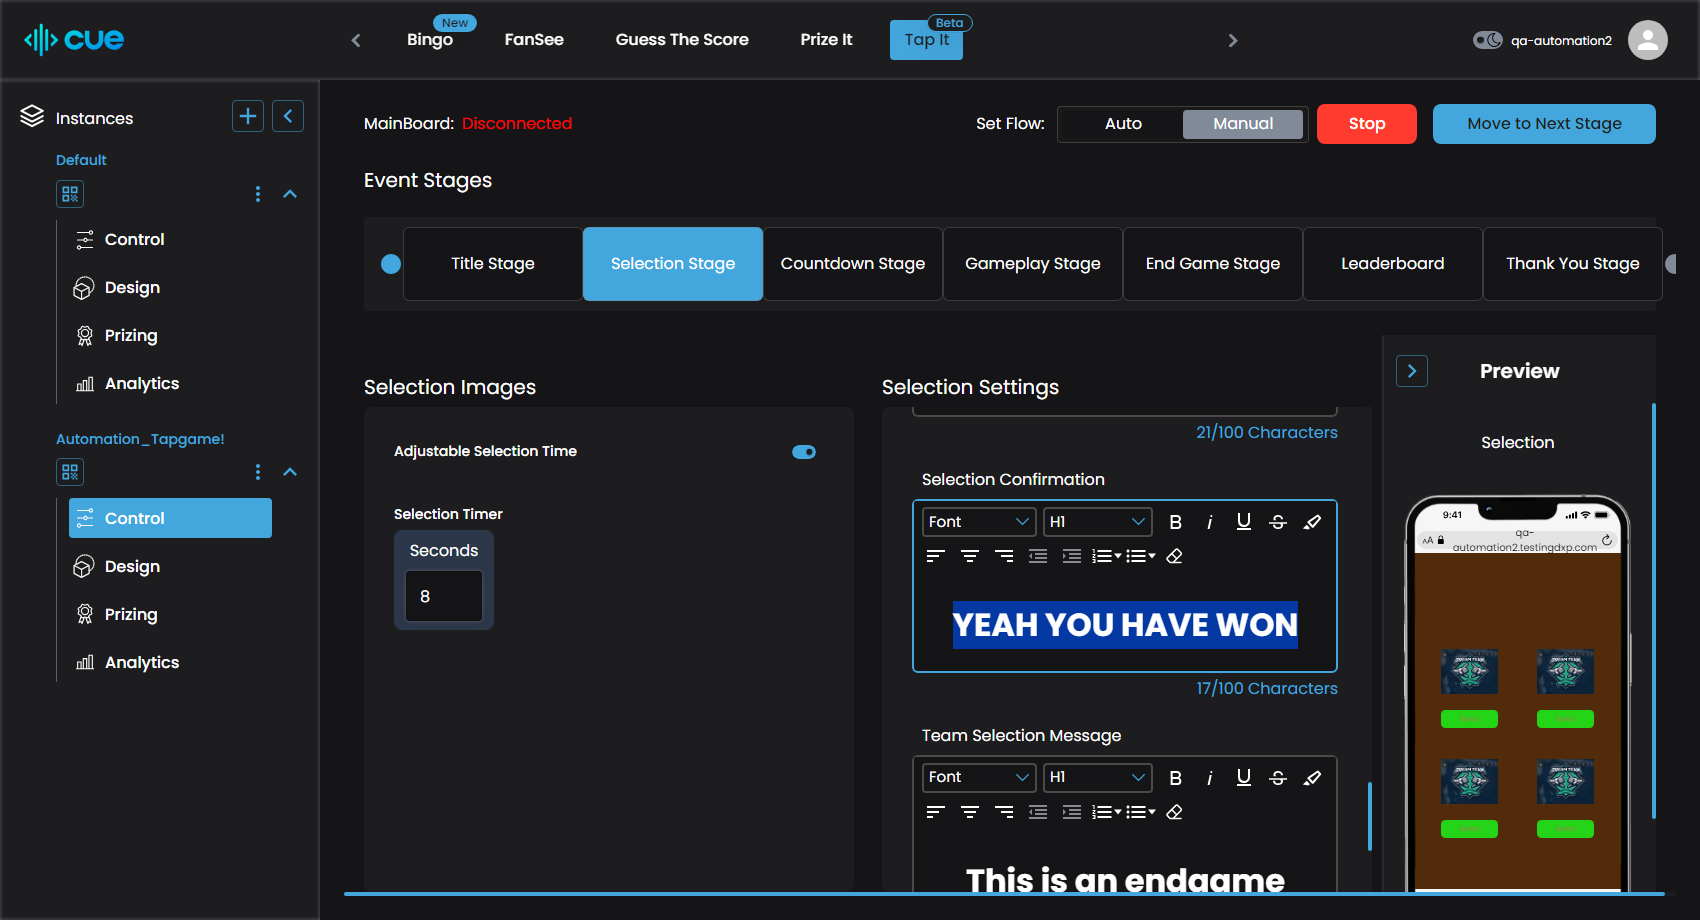 cue
New
Bingo
FanSee
Guess The Score
Prize It
Beta
Tap It
qa-automation2
Instances
Default
Control
Design
Prizing
Analytics
Automation_Tapgame!
Control
Design
Prizing
Analytics
MainBoard: Disconnected
Set Flow:
Auto
Manual
Stop
Move to Next Stage
Event Stages
Title Stage
Selection Stage
Countdown Stage
Gameplay Stage
End Game Stage
Leaderboard
Thank You Stage
Selection Images
Adjustable Selection Time
Selection Timer
Seconds
8
Selection Settings
21/100 Characters
Selection Confirmation
Font
H1
B
i
U
S
YEAH YOU HAVE WON
17/100 Characters
Team Selection Message
Font
H1
B
i
U
S
This is an endgame
Preview
Selection
9:41
AA
qa-
automation2.testingdxp.com